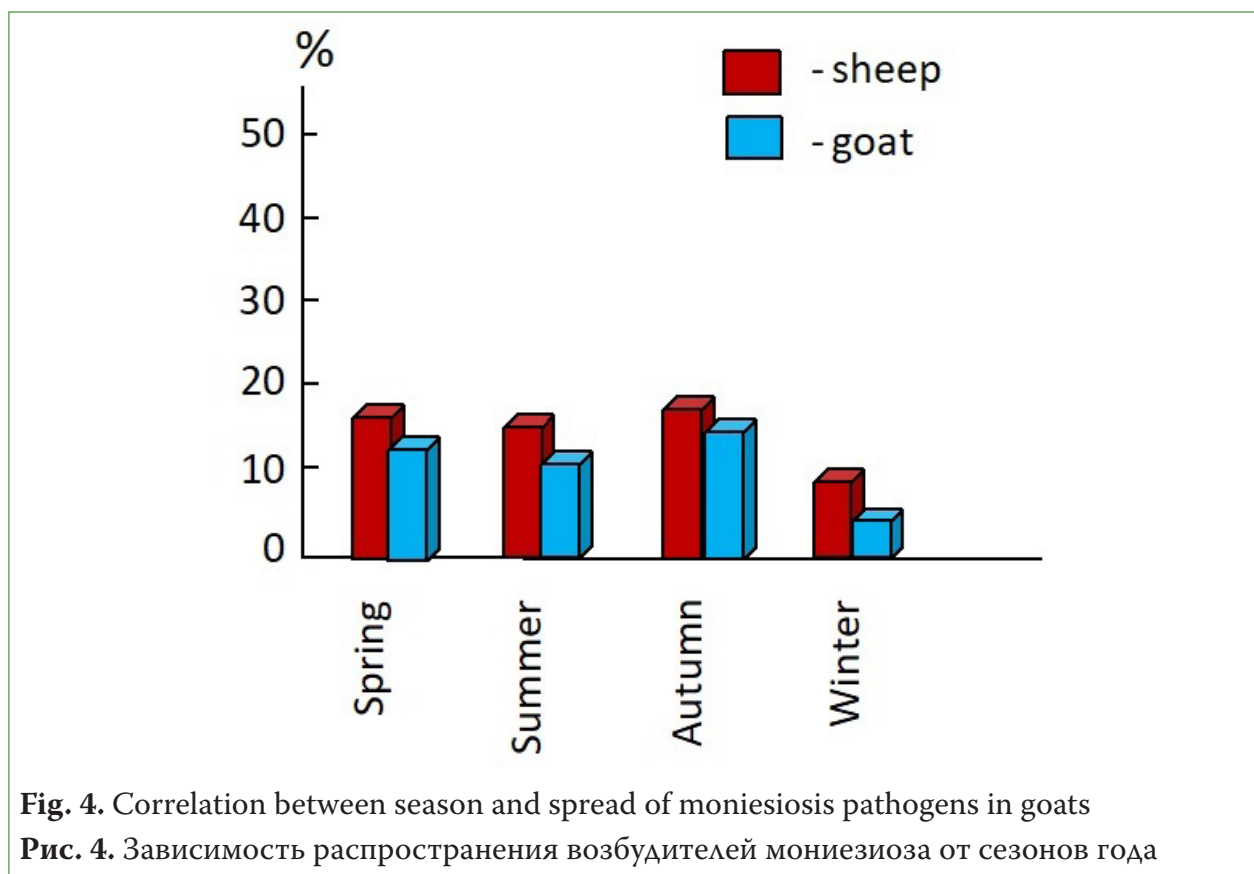 %
- sheep
- goat
50
40
30
20
10
0
Spring
Summer
Autumn
Winter
Fig. 4. Correlation between season and spread of moniesiosis pathogens in goats
Рис. 4. Зависимость распространения возбудителей мониезиоза от сезонов года